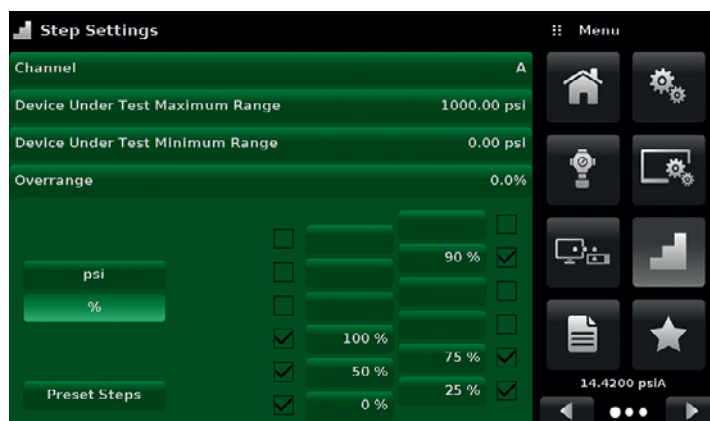 Step Settings
Menu
Channel A
Device Under Test Maximum Range 1000.00 psi
Device Under Test Minimum Range 0.00 psi
Overrange 0.0%
90 %
psi
%
100 %
75 %
50 %
25 %
Preset Steps
0 %
14.4200 psiA